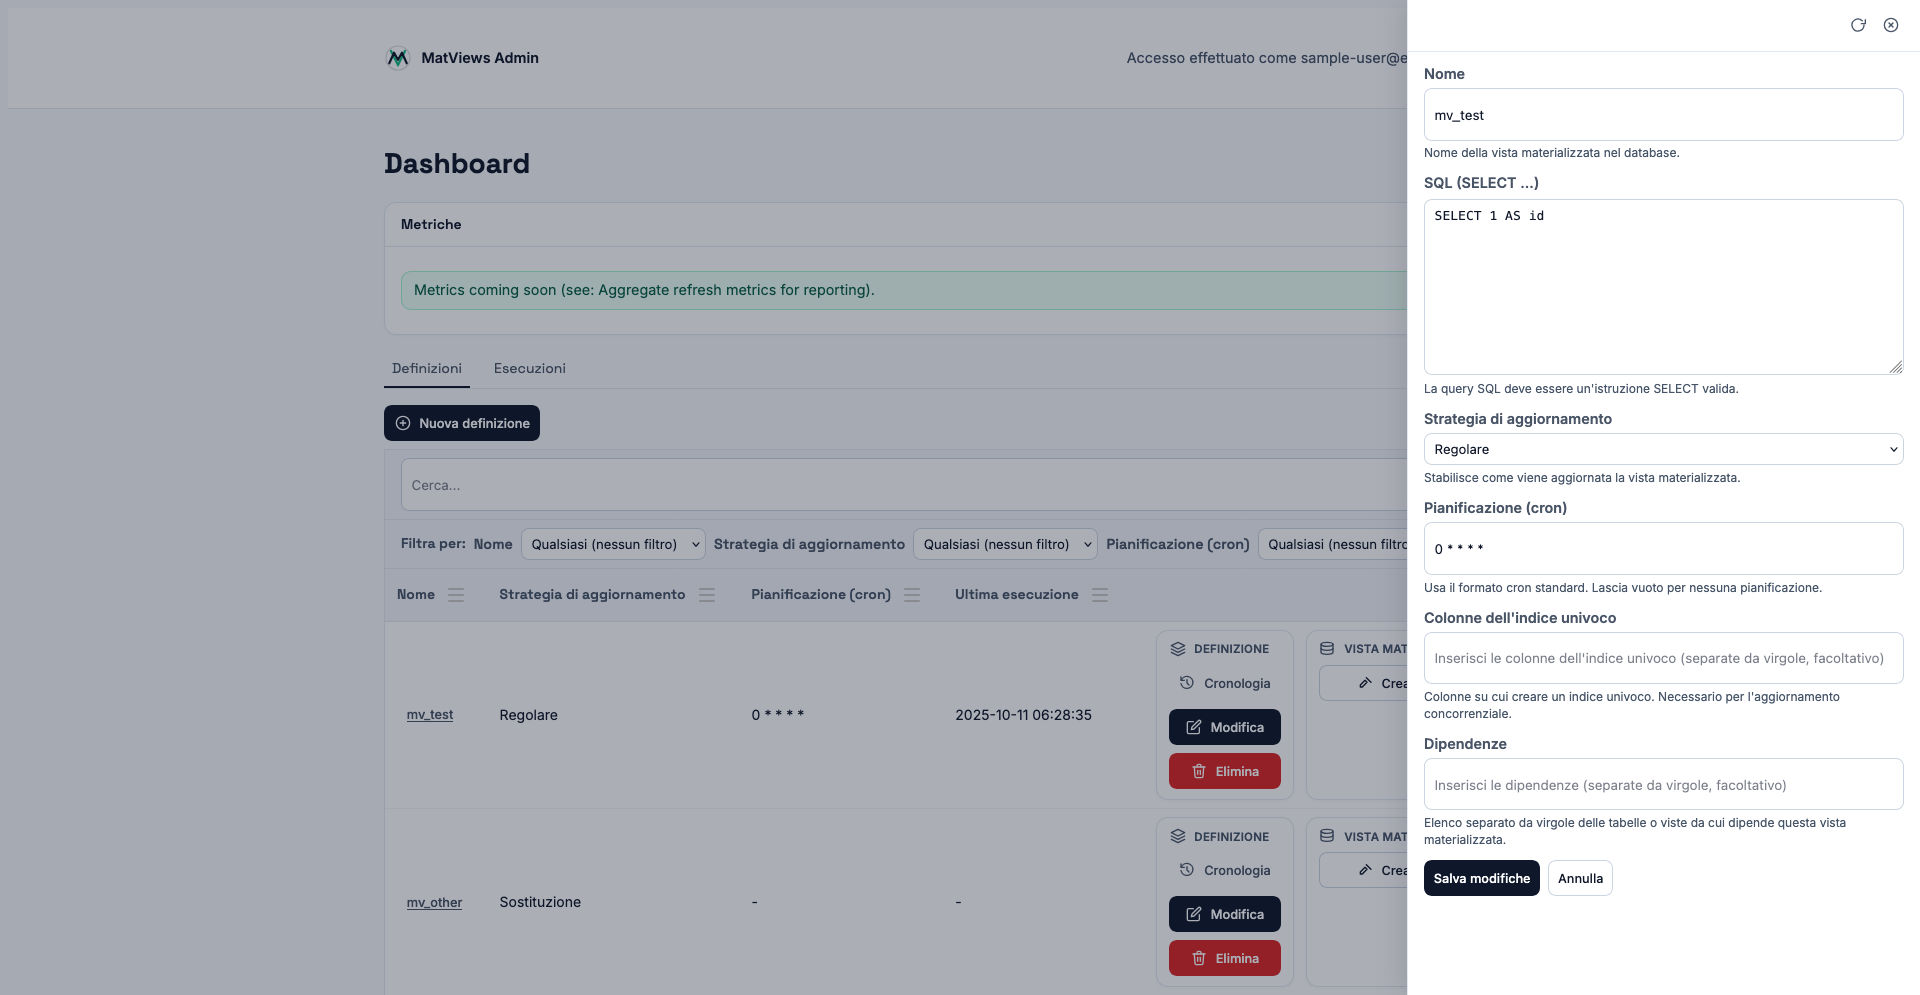 MatViews Admin
Accesso effettuato come sample-user@e
Dashboard
Metriche
Metrics coming soon (see: Aggregate refresh metrics for reporting).
Definizioni Esecuzioni
Nuova definizione
Cerca...
Filtra per: Nome Qualsiasi (nessun filtro) Strategia di aggiornamento Qualsiasi (nessun filtro) Pianificazione (cron) Qualsiasi (nessun filtro
Nome Strategia di aggiornamento Pianificazione (cron) Ultima esecuzione
mv_test Regolare 0 * * * * 2025-10-11 06:28:35
DEFINIZIONE
Cronologia
Modifica
Elimina
VISTA MAT
Crea
mv_other Sostituzione - -
DEFINIZIONE
Cronologia
Modifica
Elimina
VISTA MAT
Crea
Nome
mv_test
Nome della vista materializzata nel database.
SQL (SELECT ...)
SELECT 1 AS id
La query SQL deve essere un'istruzione SELECT valida.
Strategia di aggiornamento
Regolare
Stabilisce come viene aggiornata la vista materializzata.
Pianificazione (cron)
0 * * * *
Usa il formato cron standard. Lascia vuoto per nessuna pianificazione.
Colonne dell'indice univoco
Inserisci le colonne dell'indice univoco (separate da virgole, facoltativo)
Colonne su cui creare un indice univoco. Necessario per l'aggiornamento
concorrenziale.
Dipendenze
Inserisci le dipendenze (separate da virgole, facoltativo)
Elenco separato da virgole delle tabelle o viste da cui dipende questa vista
materializzata.
Salva modifiche Annulla